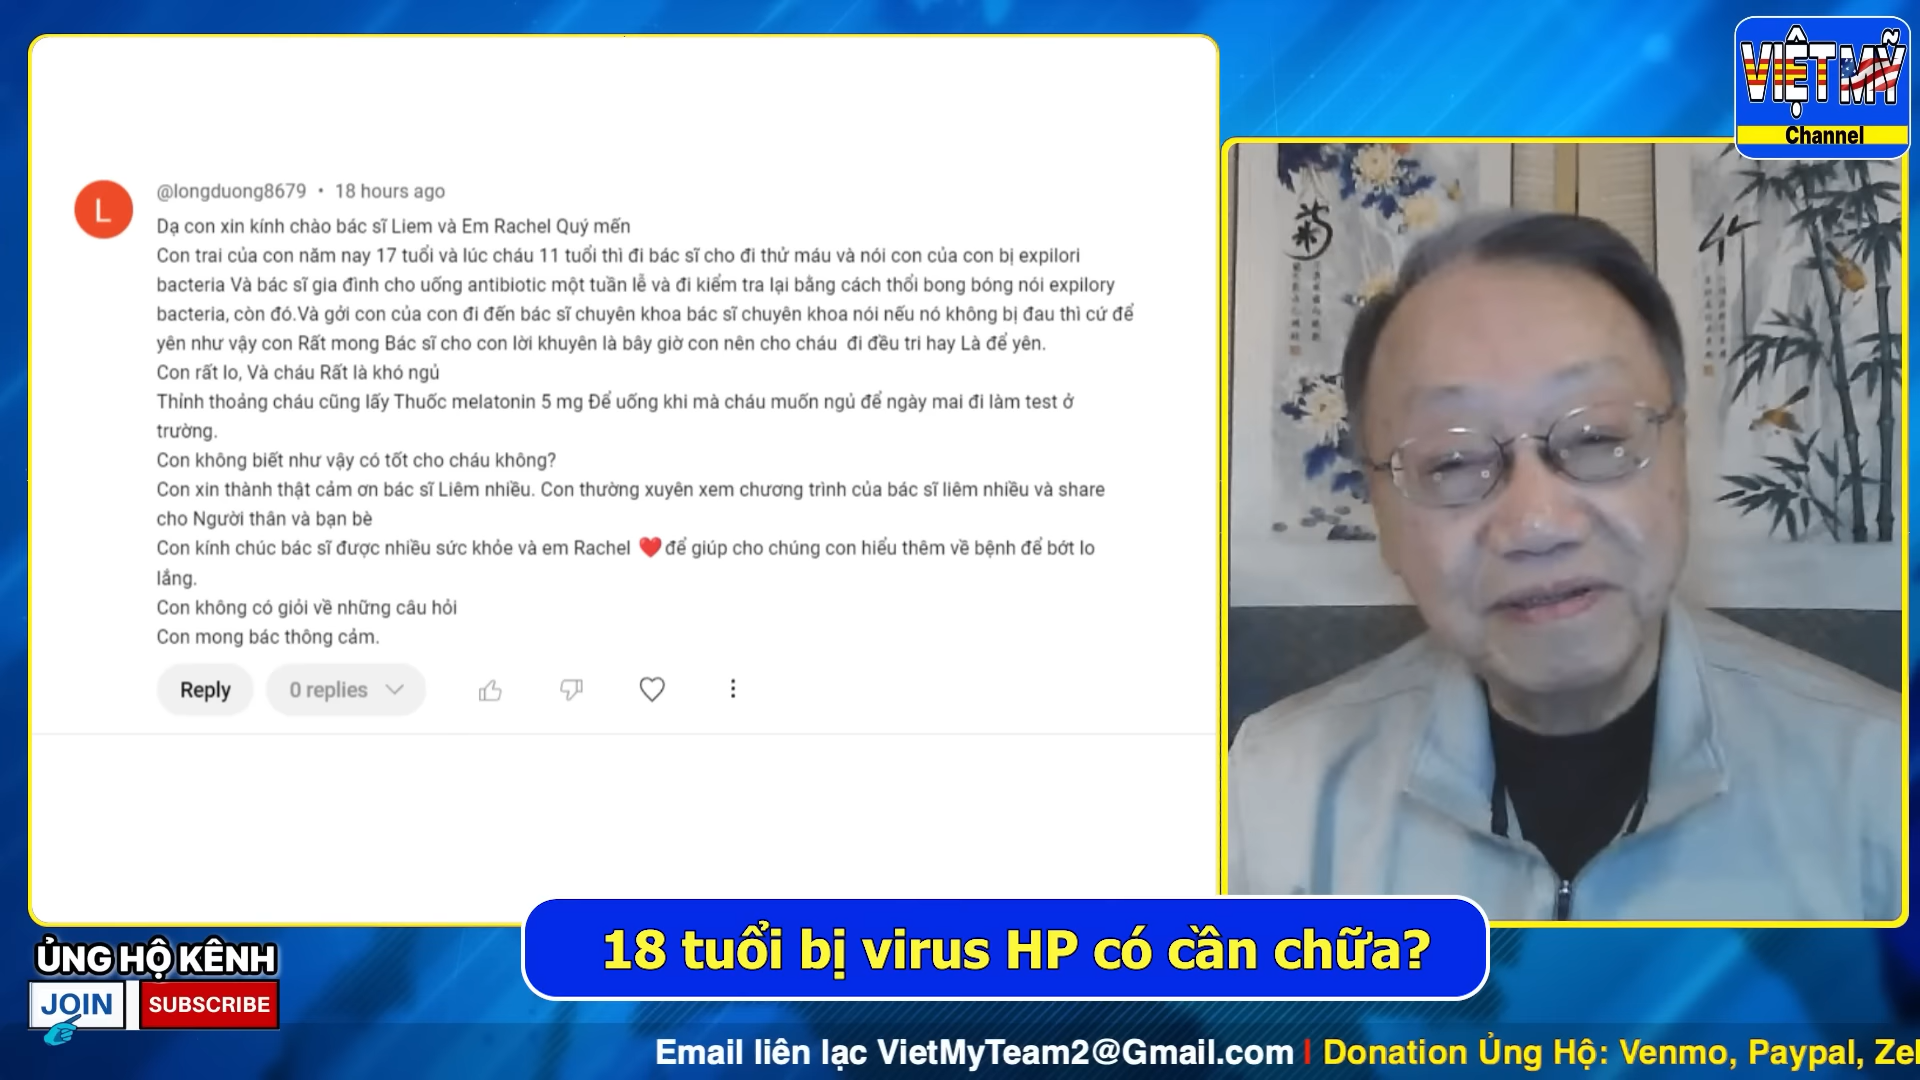 VIỆT MỸ
Channel
L
@longduong8679 • 18 hours ago
Dạ con xin kính chào bác sĩ Liem và Em Rachel Quý mến
Con trai của con năm nay 17 tuổi và lúc cháu 11 tuổi thì đi bác sĩ cho đi thử máu và nói con của con bị expilori
bacteria Và bác sĩ gia đình cho uống antibiotic một tuần lễ và đi kiểm tra lại bằng cách thổi bong bóng nói expilory
bacteria, còn đó.Và gởi con của con đi đến bác sĩ chuyên khoa bác sĩ chuyên khoa nói nếu nó không bị đau thì cứ để
yên như vậy con Rất mong Bác sĩ cho con lời khuyên là bây giờ con nên cho cháu đi đều tri hay Là để yên.
Con rất lo, Và cháu Rất là khó ngủ
Thỉnh thoảng cháu cũng lấy Thuốc melatonin 5 mg Để uống khi mà cháu muốn ngủ để ngày mai đi làm test ở
trường.
Con không biết như vậy có tốt cho cháu không?
Con xin thành thật cảm ơn bác sĩ Liêm nhiều. Con thường xuyên xem chương trình của bác sĩ liêm nhiều và share
cho Người thân và bạn bè
Con kính chúc bác sĩ được nhiều sức khỏe và em Rachel ❤️để giúp cho chúng con hiểu thêm về bệnh để bớt lo
lắng.
Con không có giỏi về những câu hỏi
Con mong bác thông cảm.
Reply
0 replies
菊
18 tuổi bị virus HP có cần chữa?
ỦNG HỘ KÊNH
JOIN
SUBSCRIBE
Email liên lạc VietMyTeam2@Gmail.com | Donation Ủng Hộ: Venmo, Paypal, Zel